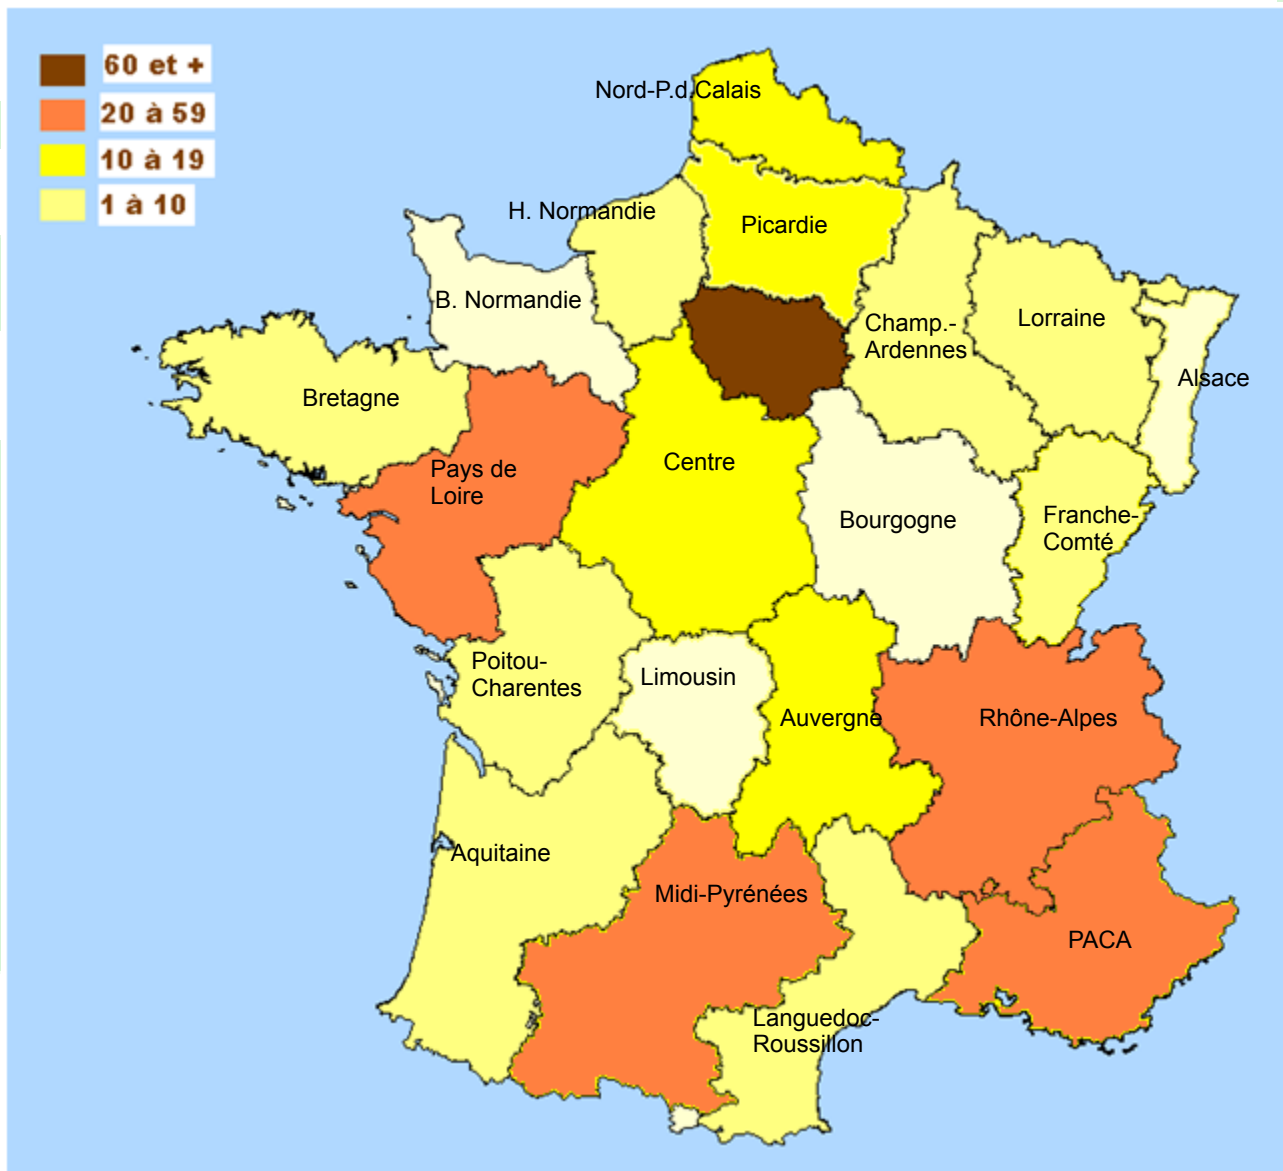 60 et +
20 à 59
10 à 19
1 à 10
Nord-P.d.Calais
H. Normandie
Picardie
B. Normandie
Champ.-
Ardennes
Lorraine
Alsace
Bretagne
Pays de
Loire
Centre
Bourgogne
Franche-
Comté
Poitou-
Charentes
Limousin
Auvergne
Rhône-Alpes
Aquitaine
Midi-Pyrénées
PACA
Languedoc-
Roussillon